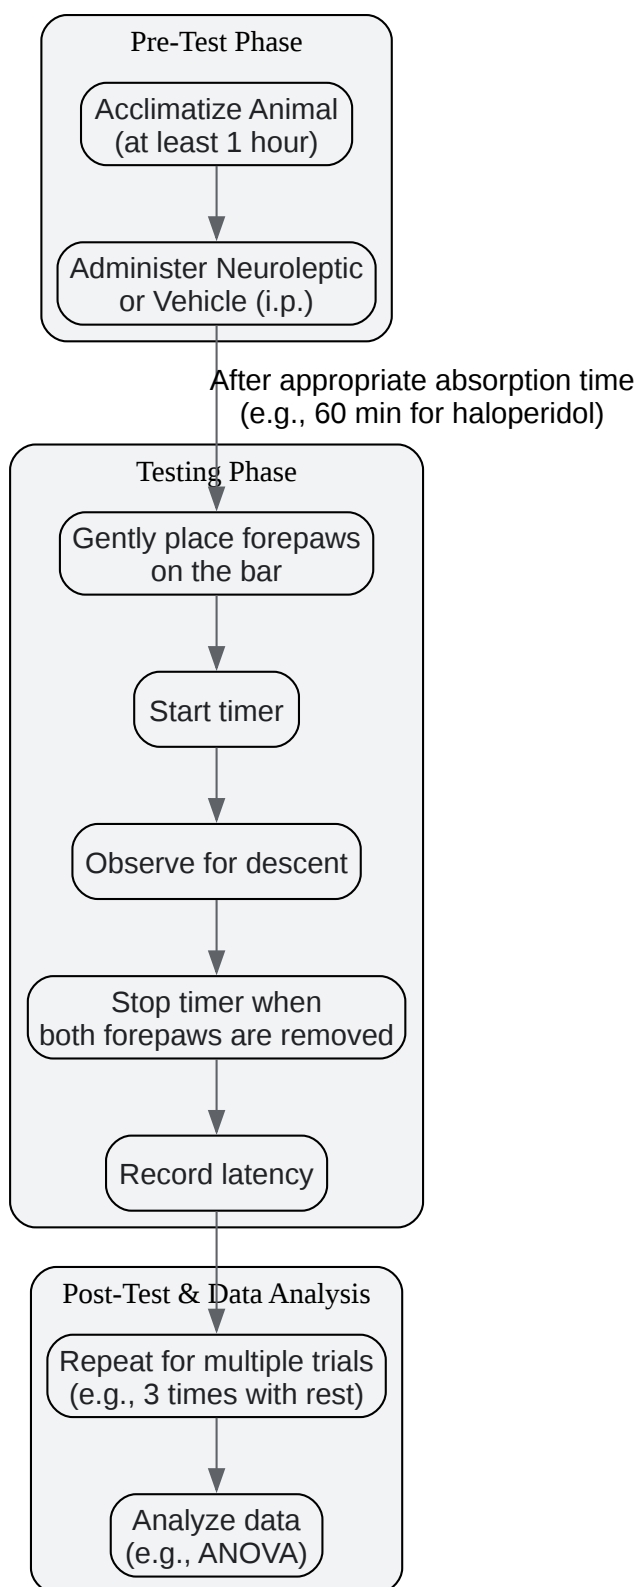 Pre-Test Phase
Acclimatize Animal
(at least 1 hour)
Administer Neuroleptic
or Vehicle (i.p.)
After appropriate absorption time
(e.g., 60 min for haloperidol)
Testing Phase
Gently place forepaws
on the bar
Start timer
Observe for descent
Stop timer when
both forepaws are removed
Record latency
Post-Test & Data Analysis
Repeat for multiple trials
(e.g., 3 times with rest)
Analyze data
(e.g., ANOVA)